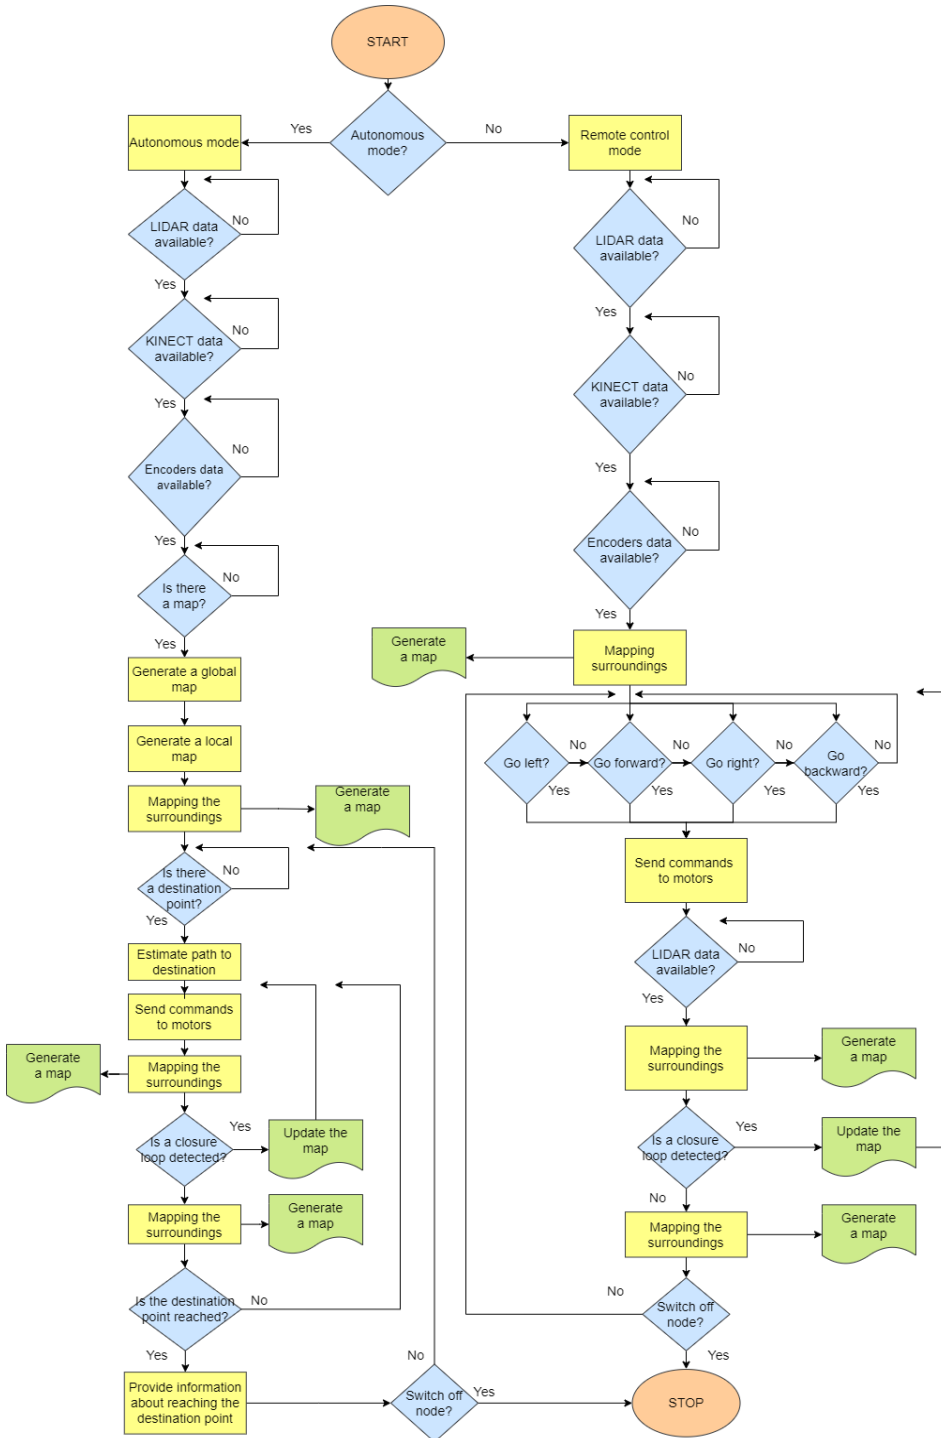 START
Autonomous
mode?
Yes
No
Autonomous mode
Remote control
mode
LIDAR data
available?
No
Yes
KINECT data
available?
No
Yes
Encoders data
available?
No
Yes
Is there
a map?
No
Yes
Generate a global
map
Generate a local
map
Mapping the
surroundings
Generate
a map
Is there
a destination
point?
No
Yes
Estimate path to
destination
Send commands
to motors
Mapping the
surroundings
Generate
a map
Is a closure
loop detected?
Yes
Update the
map
Mapping the
surroundings
Generate
a map
Is the destination
point reached?
No
Yes
Provide information
about reaching the
destination point
Switch off
node?
No
Yes
LIDAR data
available?
No
Yes
KINECT data
available?
No
Yes
Encoders data
available?
No
Yes
Mapping
surroundings
Generate
a map
Go left?
No
Yes
Go forward?
No
Yes
Go right?
No
Yes
Go
backward?
No
Yes
Send commands
to motors
LIDAR data
available?
No
Yes
Mapping the
surroundings
Generate
a map
Is a closure
loop detected?
Yes
Update the
map
No
Mapping the
surroundings
Generate
a map
Switch off
node?
No
Yes
STOP